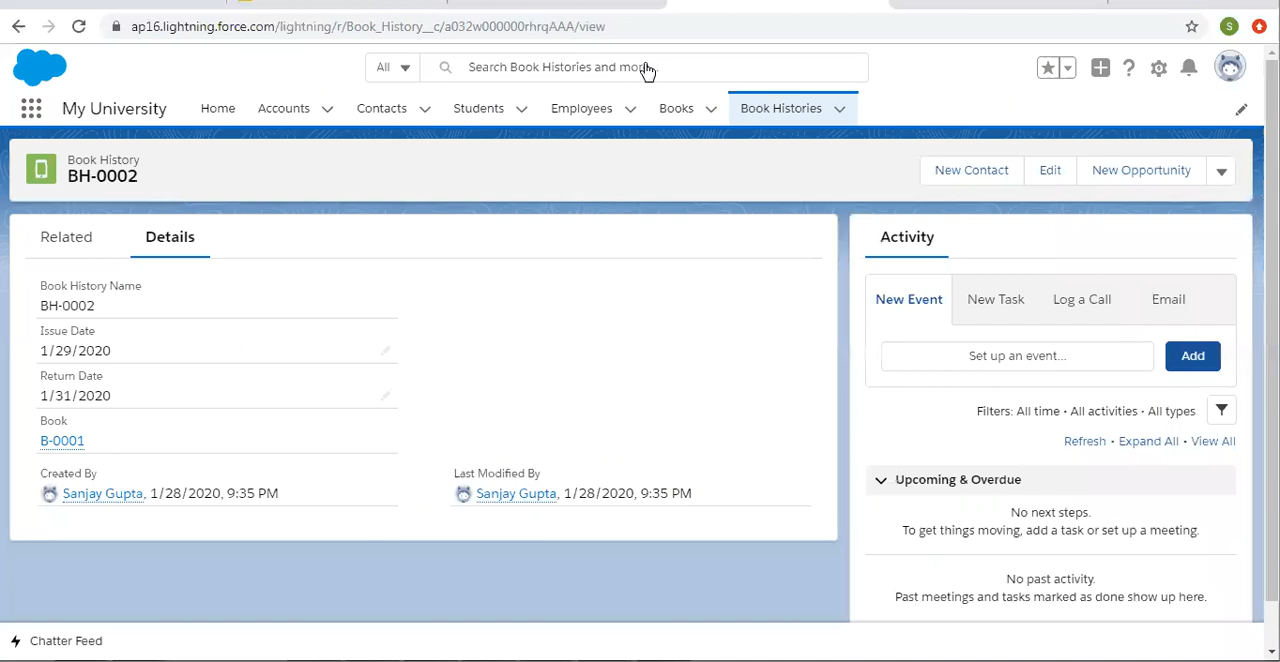 ap16.lightning.force.com/lightning/r/Book_History__c/a032w000000rhrqAAA/view
S
All
Search Book Histories and more...
My University
Home
Accounts
Contacts
Students
Employees
Books
Book Histories
Book History
BH-0002
New Contact
Edit
New Opportunity
Related
Details
Book History Name
BH-0002
Issue Date
1/29/2020
Return Date
1/31/2020
Book
B-0001
Created By
Sanjay Gupta, 1/28/2020, 9:35 PM
Last Modified By
Sanjay Gupta, 1/28/2020, 9:35 PM
Activity
New Event
New Task
Log a Call
Email
Set up an event...
Add
Filters: All time • All activities • All types
Refresh • Expand All • View All
Upcoming & Overdue
No next steps.
To get things moving, add a task or set up a meeting.
No past activity.
Past meetings and tasks marked as done show up here.
Chatter Feed